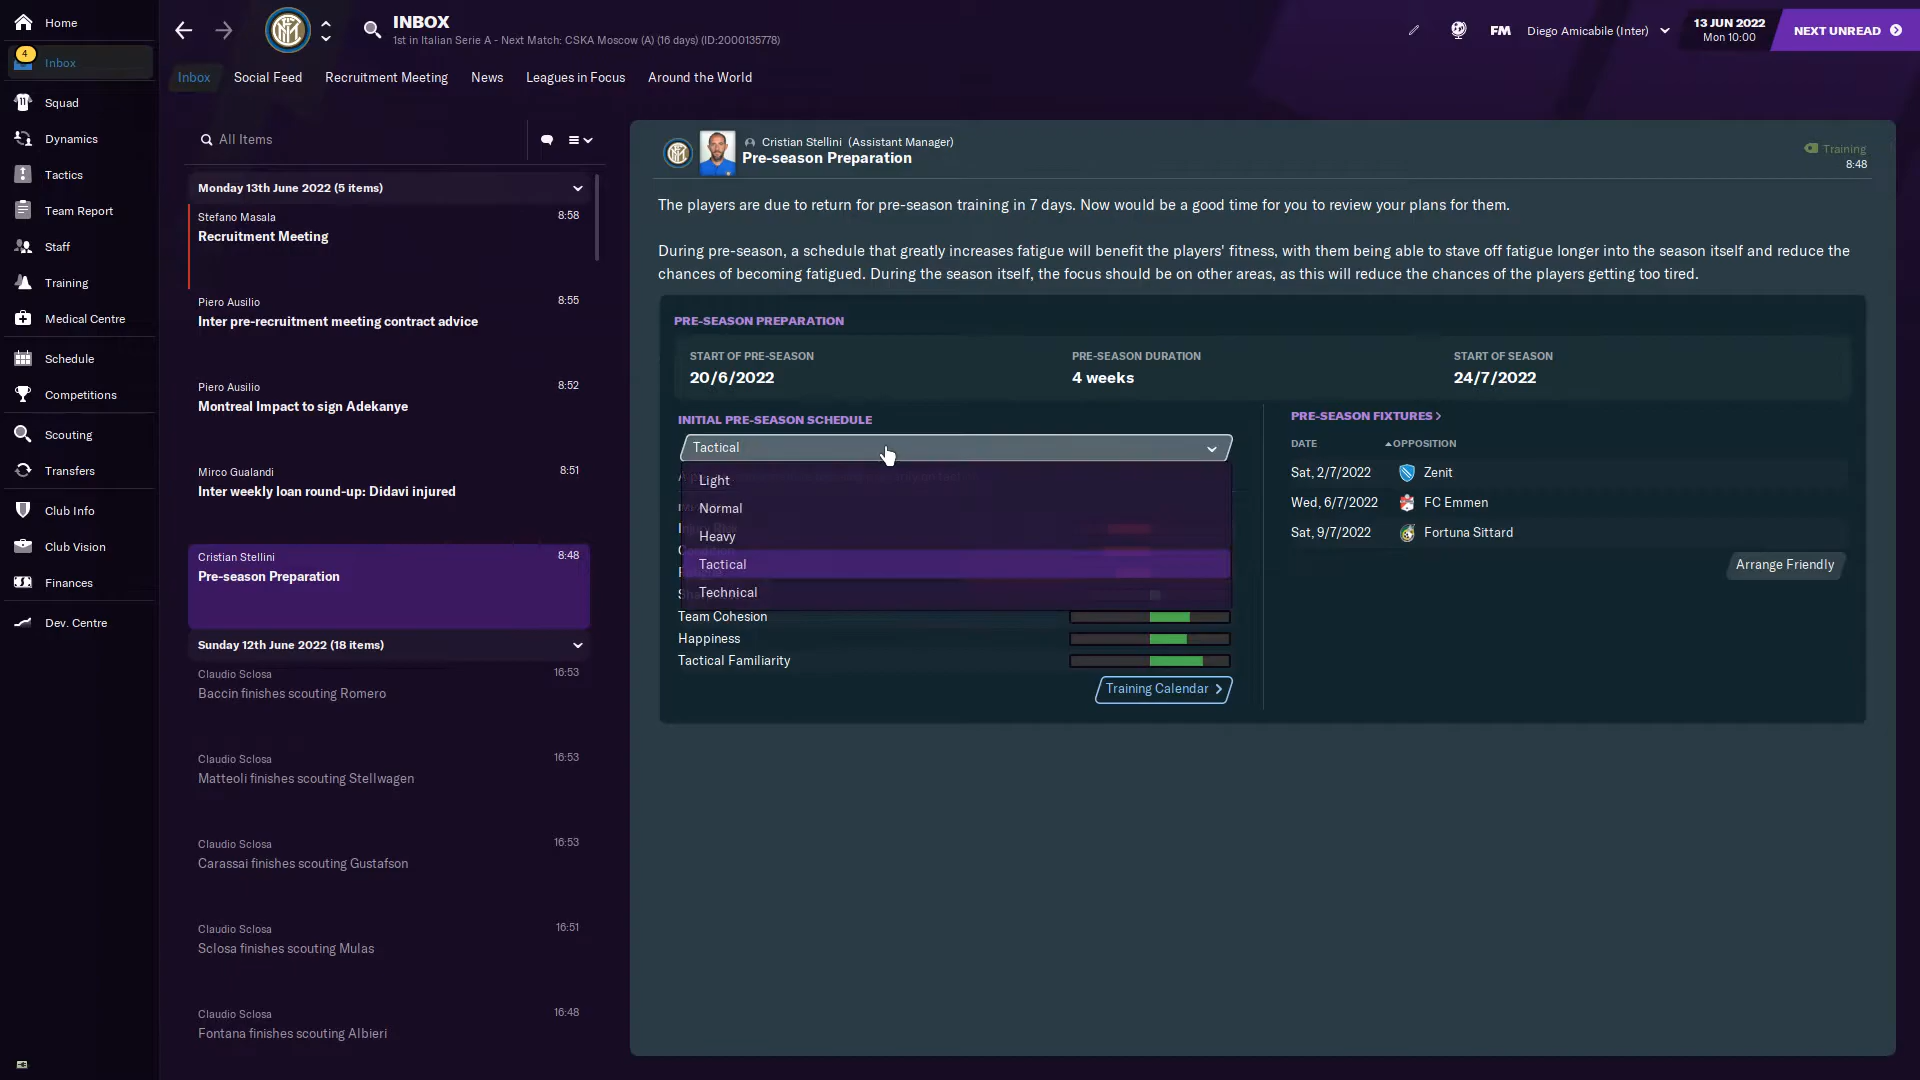 Home
4
Inbox
Squad
Dynamics
Tactics
Team Report
Staff
Training
Medical Centre
Schedule
Competitions
Scouting
Transfers
Club Info
Club Vision
Finances
Dev. Centre
INBOX
1st in Italian Serie A - Next Match: CSKA Moscow (A) (16 days) (ID:2000135778)
FM
Diego Amicabile (Inter)
13 JUN 2022
Mon 10:00
NEXT UNREAD
Inbox
Social Feed
Recruitment Meeting
News
Leagues in Focus
Around the World
All Items
Monday 13th June 2022 (5 items)
Stefano Masala
8:58
Recruitment Meeting
Piero Ausilio
8:55
Inter pre-recruitment meeting contract advice
Piero Ausilio
8:52
Montreal Impact to sign Adekanye
Mirco Gualandi
8:51
Inter weekly loan round-up: Didavi injured
Cristian Stellini
8:48
Pre-season Preparation
Sunday 12th June 2022 (18 items)
Claudio Sclosa
16:53
Baccin finishes scouting Romero
Claudio Sclosa
16:53
Matteoli finishes scouting Stellwagen
Claudio Sclosa
16:53
Carassai finishes scouting Gustafson
Claudio Sclosa
16:51
Sclosa finishes scouting Mulas
Claudio Sclosa
16:48
Fontana finishes scouting Albieri
Cristian Stellini (Assistant Manager)
Pre-season Preparation
Training
8:48
The players are due to return for pre-season training in 7 days. Now would be a good time for you to review your plans for them.
During pre-season, a schedule that greatly increases fatigue will benefit the players' fitness, with them being able to stave off fatigue longer into the season itself and reduce the
chances of becoming fatigued. During the season itself, the focus should be on other areas, as this will reduce the chances of the players getting too tired.
PRE-SEASON PREPARATION
START OF PRE-SEASON
20/6/2022
PRE-SEASON DURATION
4 weeks
START OF SEASON
24/7/2022
INITIAL PRE-SEASON SCHEDULE
Tactical
Light
Normal
Heavy
Tactical
Technical
Team Cohesion
Happiness
Tactical Familiarity
Training Calendar
PRE-SEASON FIXTURES
DATE
OPPOSITION
Sat, 2/7/2022
Zenit
Wed, 6/7/2022
FC Emmen
Sat, 9/7/2022
Fortuna Sittard
Arrange Friendly